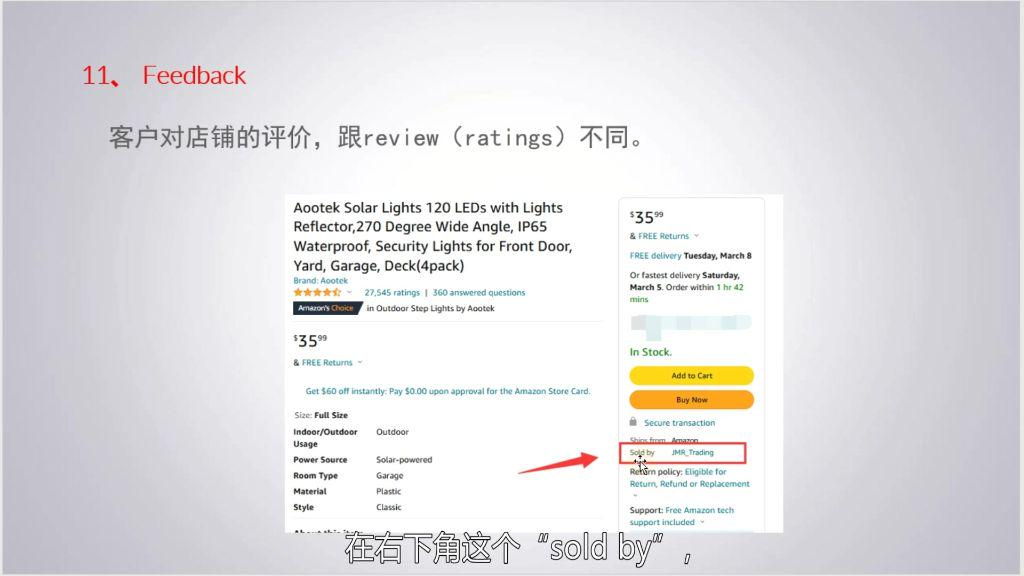 11、 Feedback
客户对店铺的评价，跟review（ratings）不同。
Aootek Solar Lights 120 LEDs with Lights
Reflector,270 Degree Wide Angle, IP65
Waterproof, Security Lights for Front Door,
Yard, Garage, Deck(4pack)
Brand: Aootek
27,545 ratings | 360 answered questions
Amazon's Choice in Outdoor Step Lights by Aootek
$3599
& FREE Returns
Get $60 off instantly: Pay $0.00 upon approval for the Amazon Store Card.
Size: Full Size
Indoor/Outdoor Usage Outdoor
Power Source Solar-powered
Room Type Garage
Material Plastic
Style Classic
About this item
$3599
& FREE Returns
FREE delivery Tuesday, March 8
Or fastest delivery Saturday,
March 5. Order within 1 hr 42
mins
In Stock.
Add to Cart
Buy Now
Secure transaction
Ships from Amazon
Sold by JMR_Trading
Return policy: Eligible for
Return, Refund or Replacement
Support: Free Amazon tech
support included
在右下角这个“sold by”，